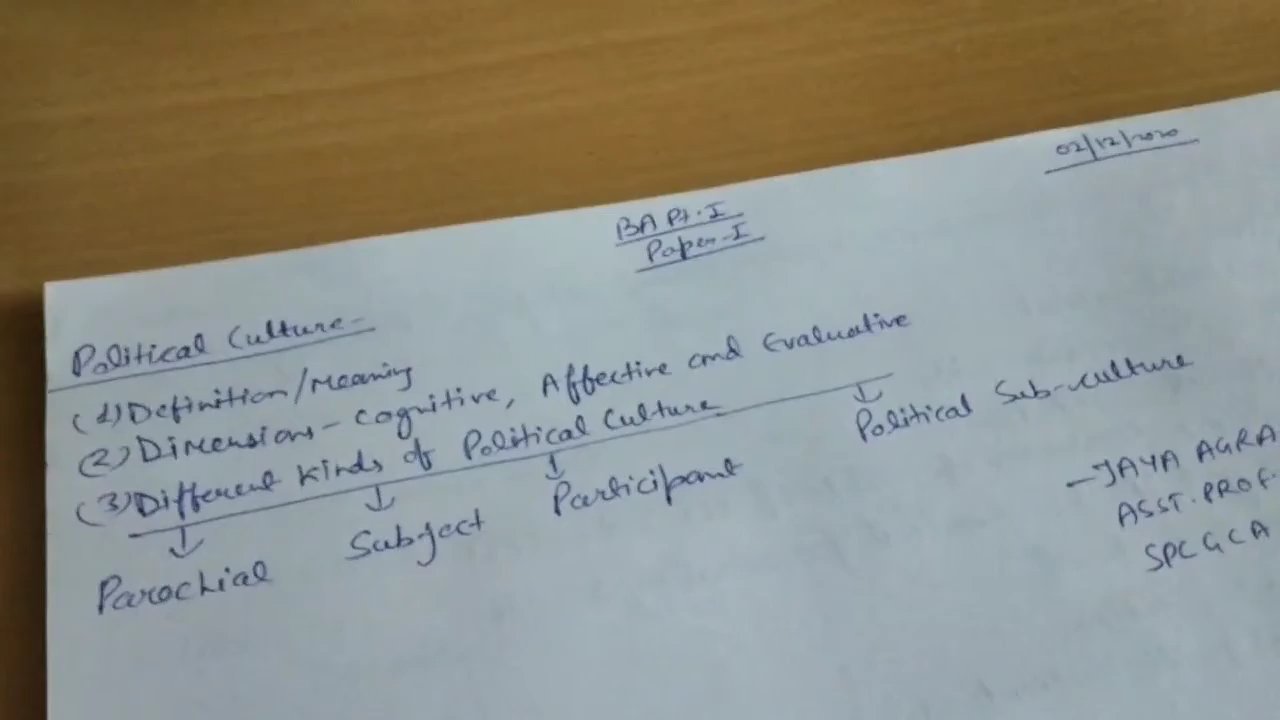 02/12/2020
BA Pt. I
Paper-I
Political Culture-
(1) Definition/Meaning
(2) Dimensions- Cognitive, Affective and Evaluative
(3) Different Kinds of Political Culture
Parochial Subject Participant Political Sub-culture
-JAYA AGRA
ASST. PROF.
SPCGCA